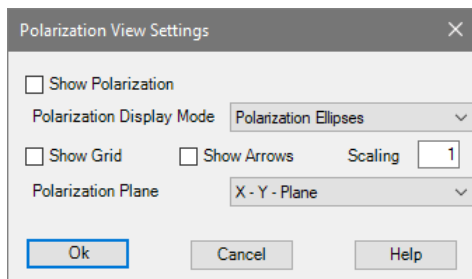 Polarization View Settings
Show Polarization
Polarization Display Mode Polarization Ellipses
Show Grid Show Arrows Scaling 1
Polarization Plane X - Y - Plane
Ok Cancel Help